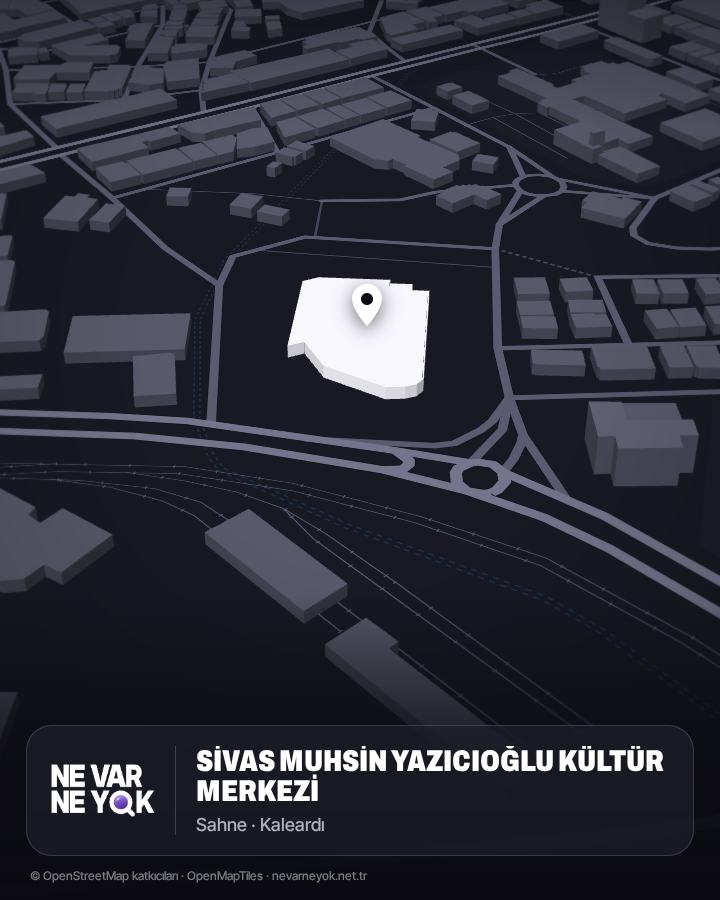 NE VAR
NE YOK
SİVAS MUHSİN YAZICIOĞLU KÜLTÜR
MERKEZİ
Sahne · Kaleardı
© OpenStreetMap katkıcıları · OpenMapTiles · nevarneyok.net.tr